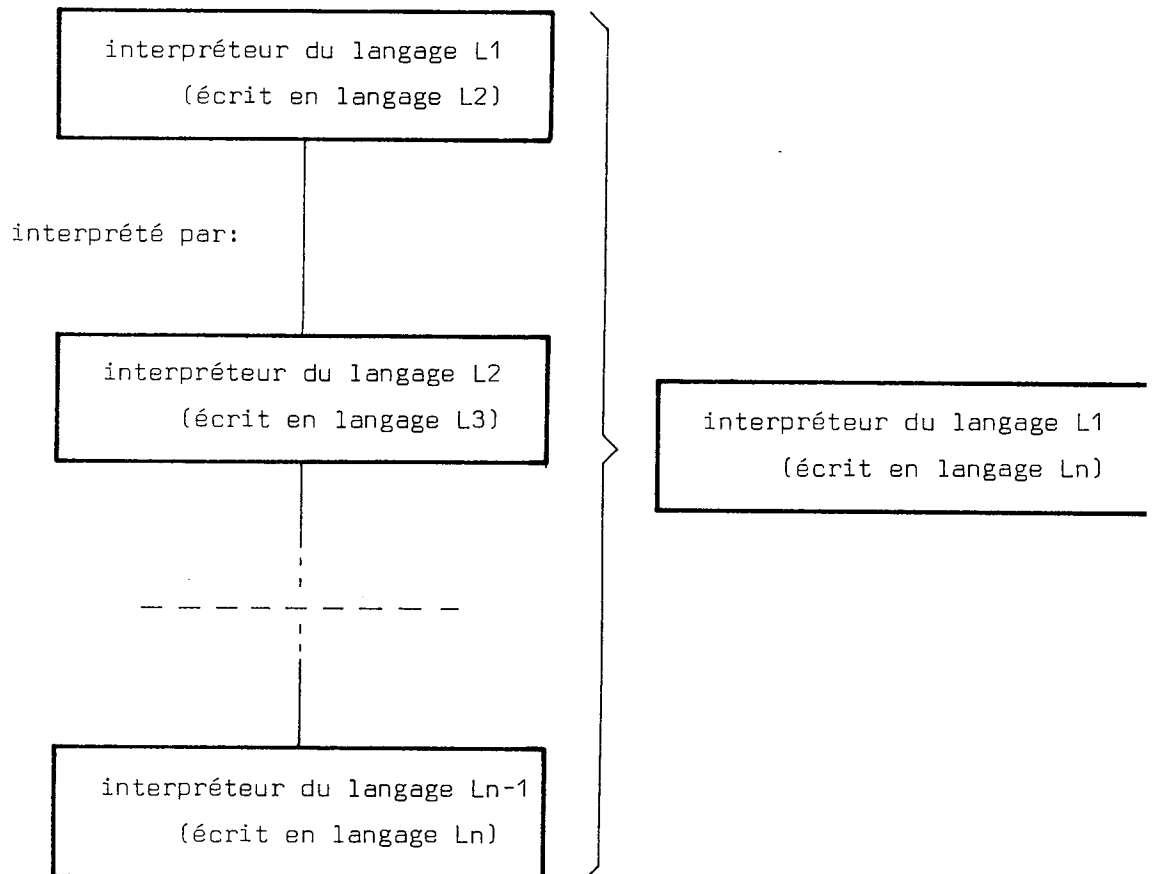 interpréteur du langage L1
(écrit en langage L2)
interprété par:
interpréteur du langage L2
(écrit en langage L3)
interpréteur du langage L1
(écrit en langage Ln)
interpréteur du langage Ln-1
(écrit en langage Ln)